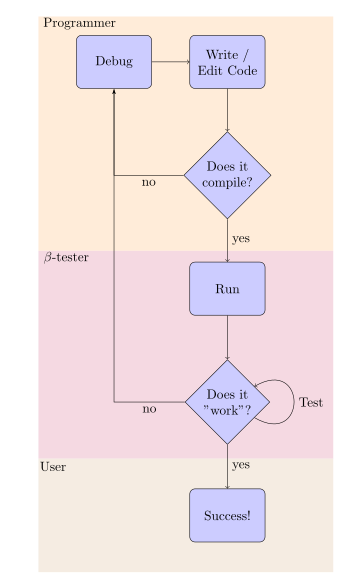 Programmer
Debug
Write /
Edit Code
Does it
compile?
no
yes
β-tester
Run
Does it
"work"?
Test
no
yes
User
Success!